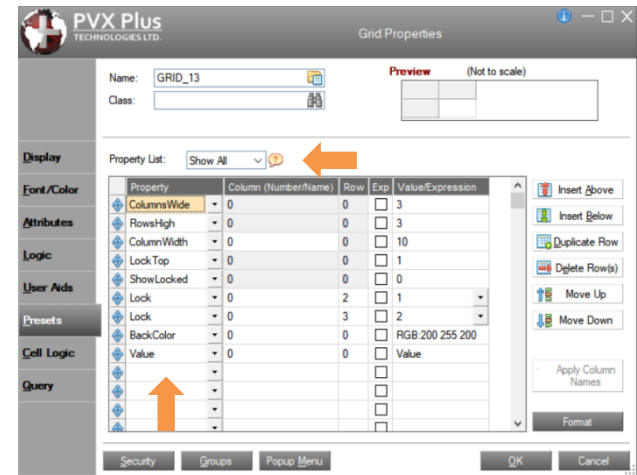 PVX Plus
TECHNOLOGIES LTD.
Grid Properties
Name: GRID_13
Class:
Preview (Not to scale)
Display
Font/Color
Attributes
Logic
User Aids
Presets
Cell Logic
Query
Property List: Show All
Property Column (Number/Name) Row Exp Value/Expression
ColumnsWide 0 0 3
RowsHigh 0 0 3
ColumnWidth 0 0 10
LockTop 0 0 1
ShowLocked 0 0 0
Lock 0 2 1
Lock 0 3 2
BackColor 0 0 RGB:200 255 200
Value 0 0 Value
Insert Above
Insert Below
Duplicate Row
Delete Row(s)
Move Up
Move Down
Apply Column
Names
Format
Security Groups Popup Menu OK Cancel